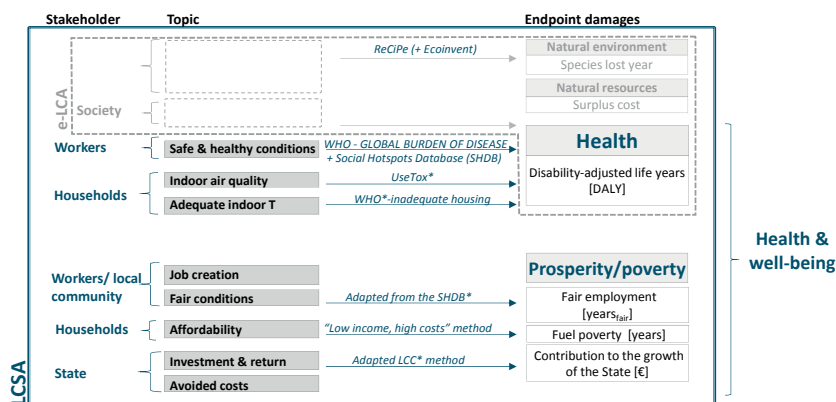 Stakeholder Topic Endpoint damages
ReCiPe (+ Ecoinvent)
Natural environment
Species lost year
Natural resources
Surplus cost
e-LCA
Society
Workers
Safe & healthy conditions
WHO - GLOBAL BURDEN OF DISEASE
+ Social Hotspots Database (SHDB)
Health
Disability-adjusted life years
[DALY]
Households
Indoor air quality
UseTox*
Adequate indoor T
WHO*-inadequate housing
Health &
well-being
Workers/ local
community
Job creation
Fair conditions
Adapted from the SHDB*
Prosperity/poverty
Fair employment
[years fair]
Households
Affordability
“Low income, high costs” method
Fuel poverty [years]
State
Investment & return
Adapted LCC* method
Contribution to the growth
of the State [€]
Avoided costs
LCSA